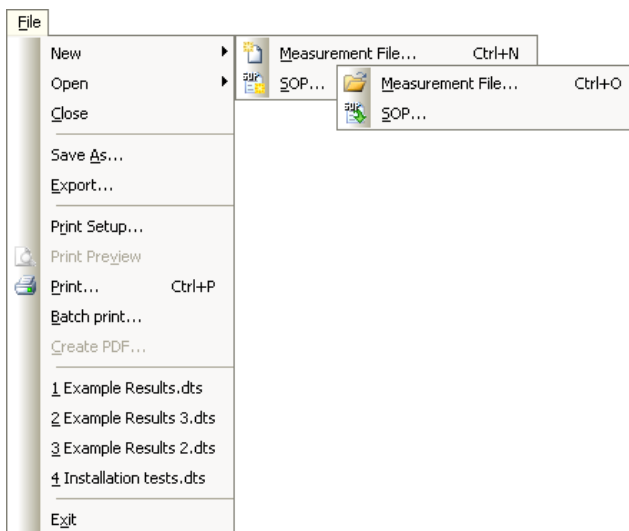 File
New
Measurement File... Ctrl+N
SOP...
Open
Measurement File... Ctrl+O
SOP...
Close
Save As...
Export...
Print Setup...
Print Preview
Print... Ctrl+P
Batch print...
Create PDF...
1 Example Results.dts
2 Example Results 3.dts
3 Example Results 2.dts
4 Installation tests.dts
Exit